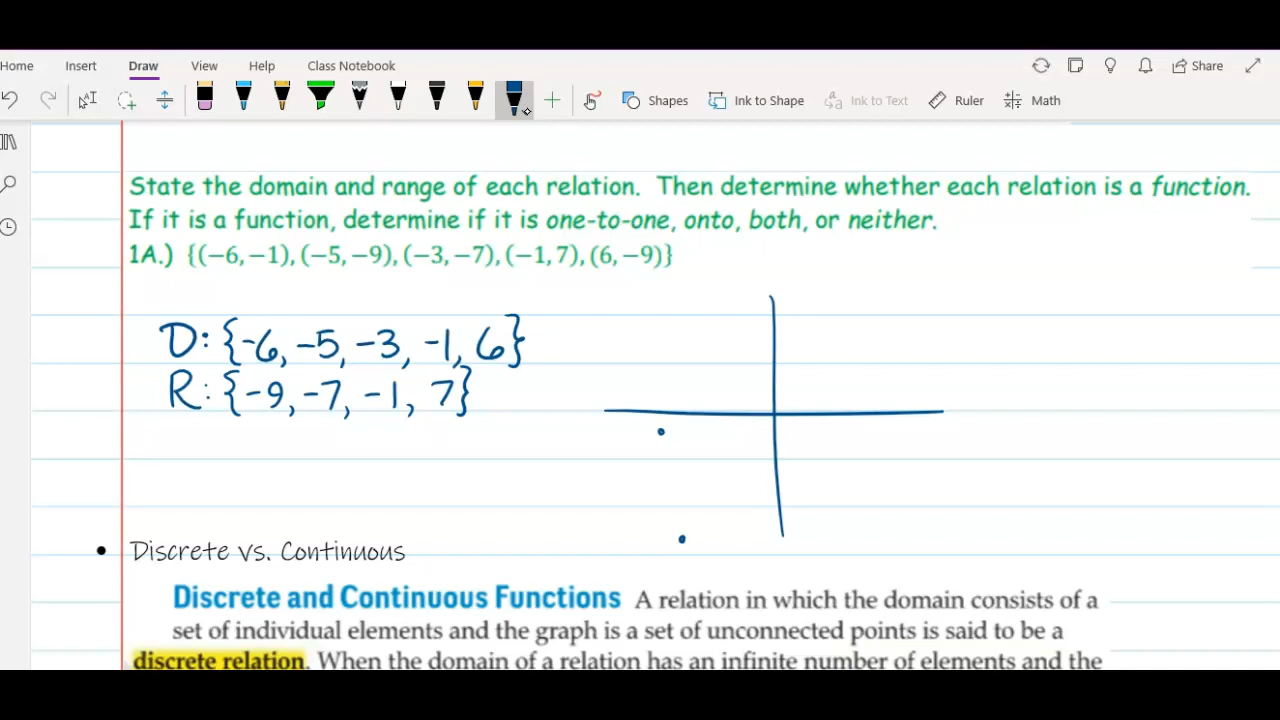 Home Insert Draw View Help Class Notebook Share
Shapes Ink to Shape Ink to Text Ruler Math
State the domain and range of each relation. Then determine whether each relation is a function.
If it is a function, determine if it is one-to-one, onto, both, or neither.
1A.) {(−6, −1), (−5, −9), (−3, −7), (−1, 7), (6, −9)}
D: {-6, -5, -3, -1, 6}
R: {-9, -7, -1, 7}
• Discrete vs. Continuous
Discrete and Continuous Functions A relation in which the domain consists of a
set of individual elements and the graph is a set of unconnected points is said to be a
discrete relation. When the domain of a relation has an infinite number of elements and the